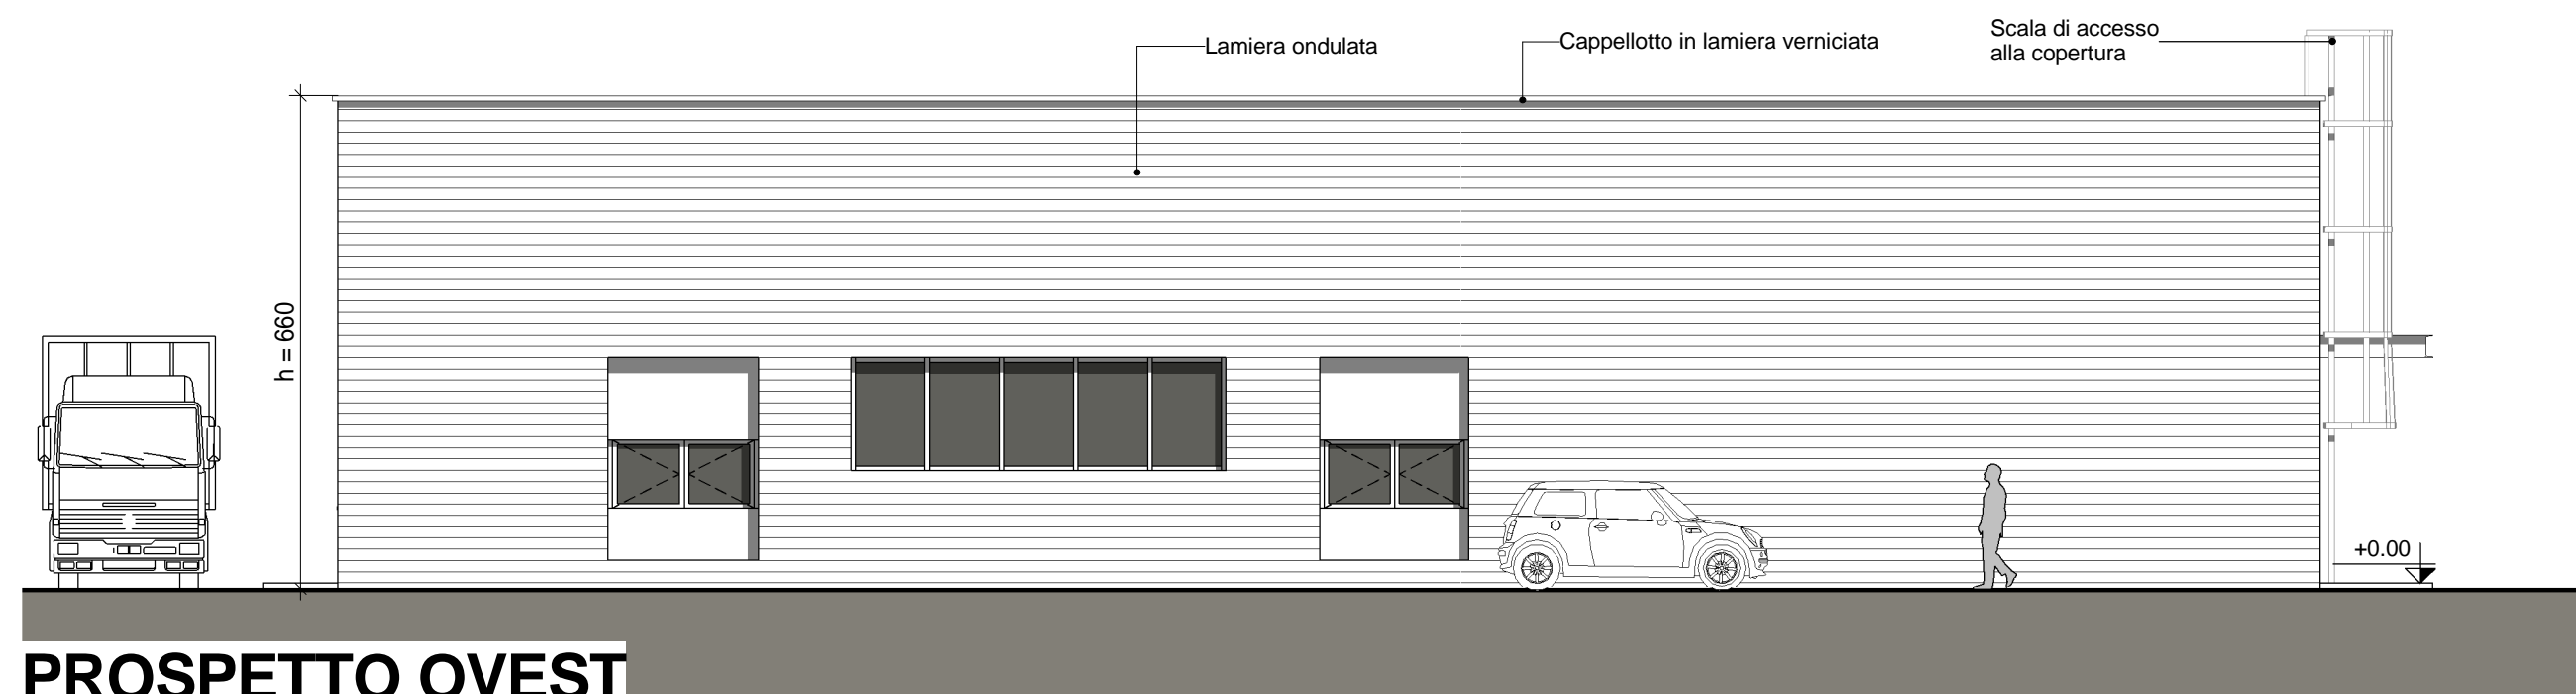 Lamiera ondulata
Cappellotto in lamiera verniciata
Scala di accesso
alla copertura
h = 660
+0.00
PROSPETTO OVEST